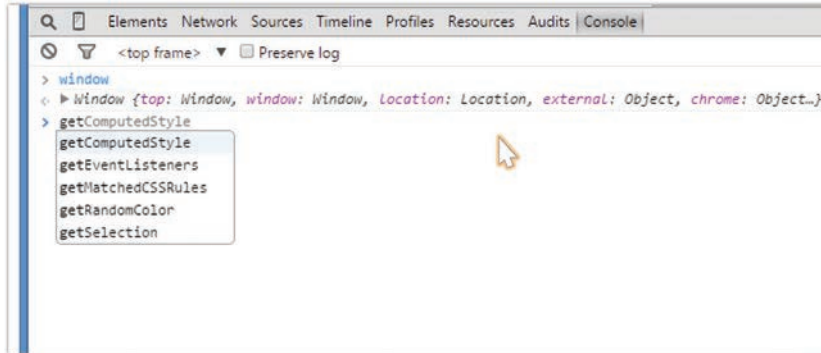 Elements Network Sources Timeline Profiles Resources Audits Console
<top frame> ▼ Preserve log
> window
▶ Window {top: Window, window: Window, location: Location, external: Object, chrome: Object…}
> getComputedStyle
getComputedStyle
getEventListeners
getMatchedCSSRules
getRandomColor
getSelection